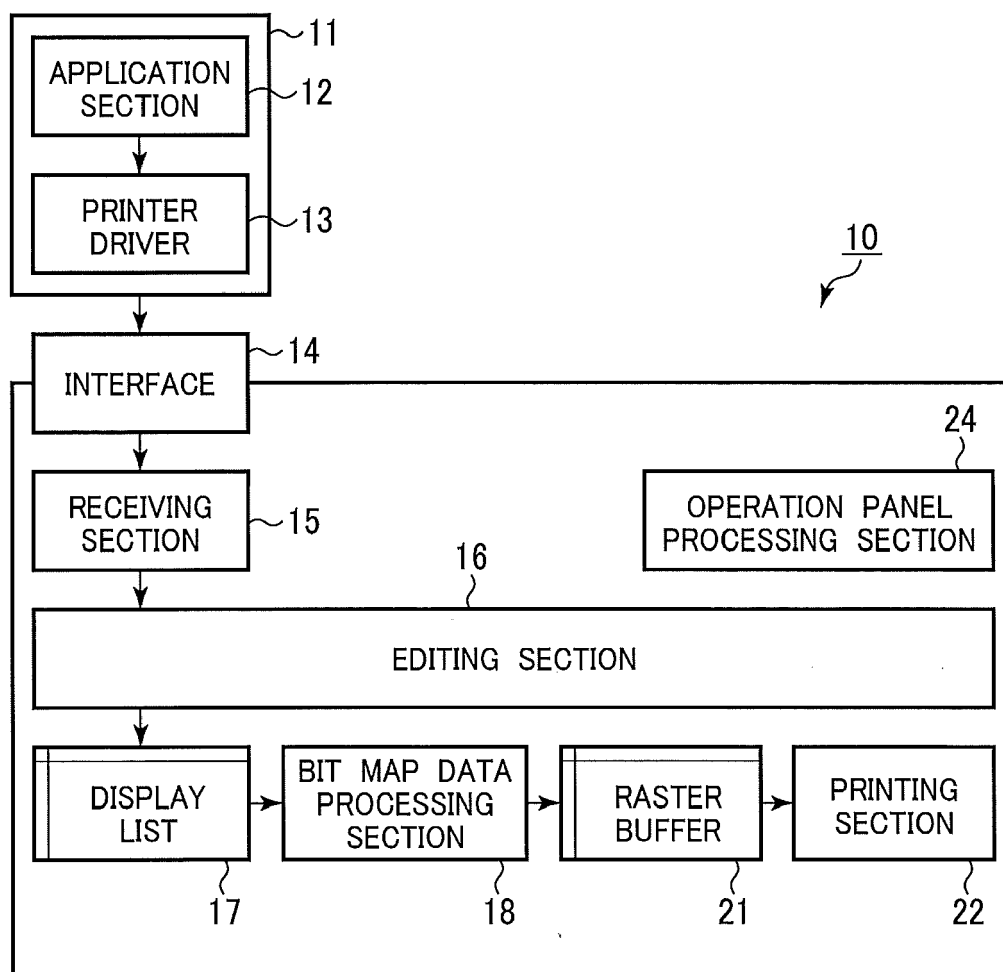 11
APPLICATION
SECTION
12
PRINTER
DRIVER
13
10
14
INTERFACE
24
RECEIVING
SECTION
15
OPERATION PANEL
PROCESSING SECTION
16
EDITING SECTION
DISPLAY
LIST
BIT MAP DATA
PROCESSING
SECTION
RASTER
BUFFER
PRINTING
SECTION
17
18
21
22